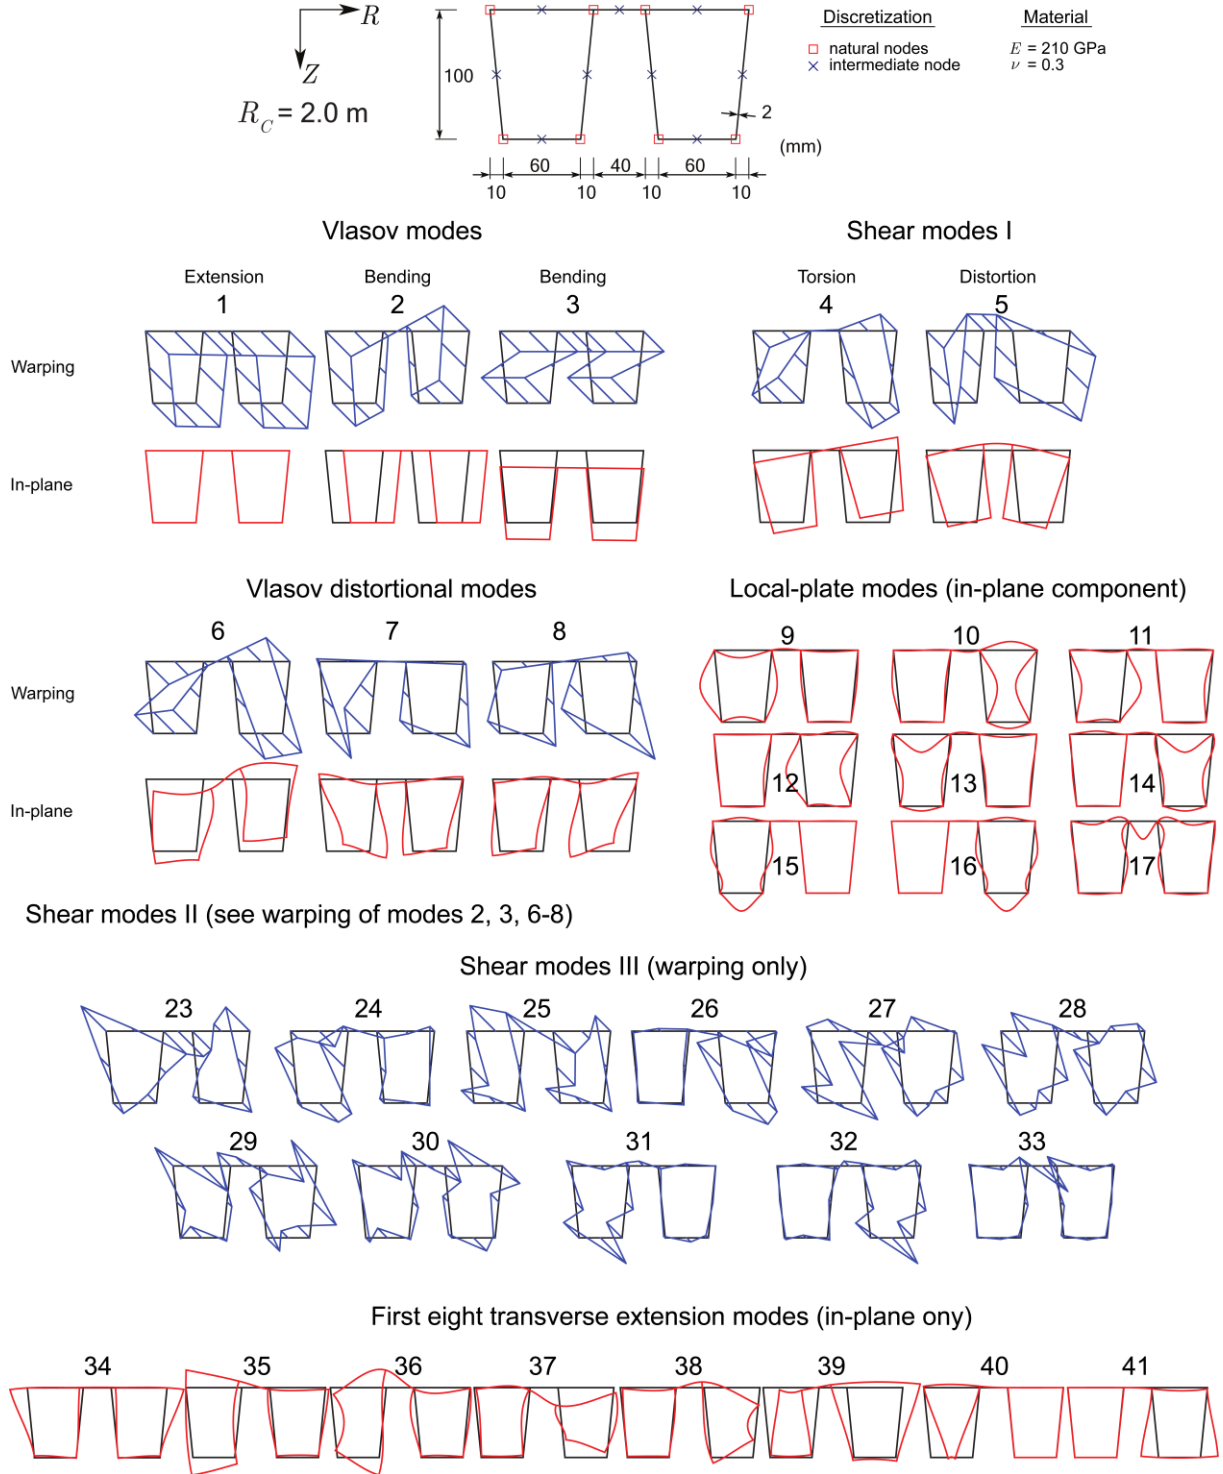 R
Z
R_C = 2.0 m
100
60
40
60
10
10
10
10
2
(mm)
Discretization
natural nodes
intermediate node
Material
E = 210 GPa
ν = 0.3
Vlasov modes
Shear modes I
Extension
Bending
Bending
Torsion
Distortion
1
2
3
4
5
Warping
In-plane
Vlasov distortional modes
Local-plate modes (in-plane component)
6
7
8
9
10
11
Warping
12
13
14
In-plane
15
16
17
Shear modes II (see warping of modes 2, 3, 6-8)
Shear modes III (warping only)
23
24
25
26
27
28
29
30
31
32
33
First eight transverse extension modes (in-plane ony)
34
35
36
37
38
39
40
41